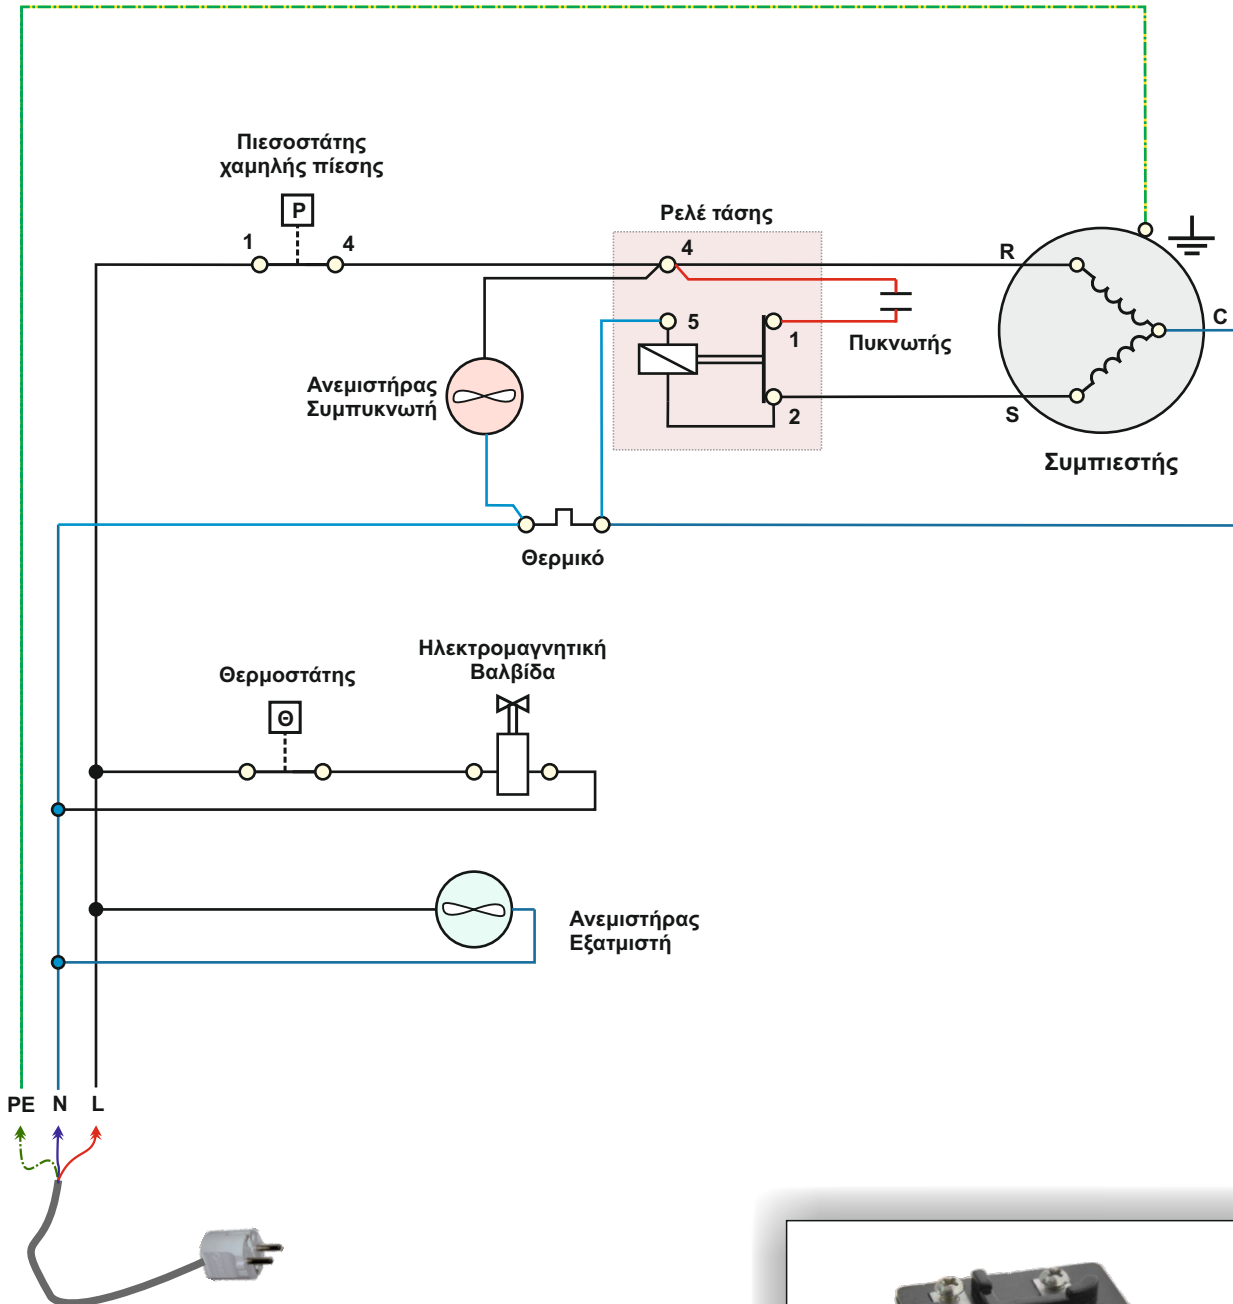 Πιεσοστάτης
χαμηλής πίεσης
P
1
4
Ρελέ τάσης
4
5
1
2
R
S
C
Πυκνωτής
Συμπιεστής
Ανεμιστήρας
Συμπυκνωτή
Θερμικό
Θερμοστάτης
Θ
Ηλεκτρομαγνητική
Βαλβίδα
Ανεμιστήρας
Εξατμιστή
PE N L